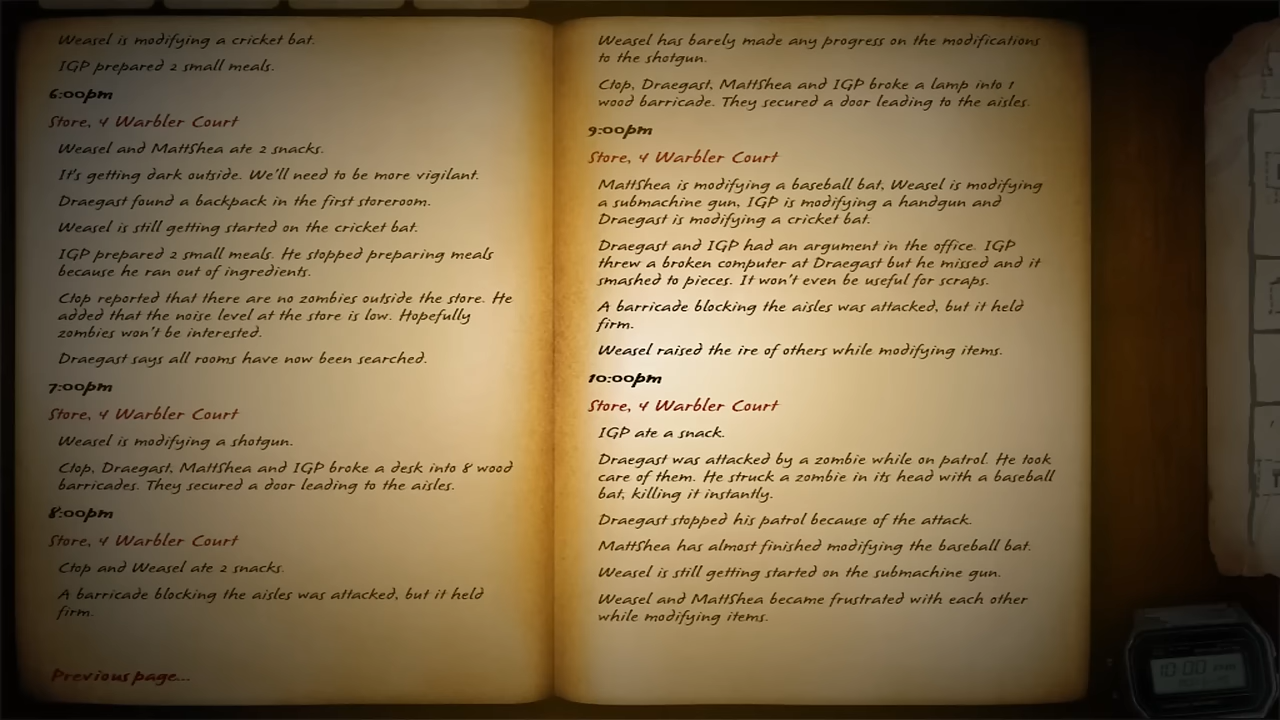 Weasel is modifying a cricket bat.
IGP prepared 2 small meals.
6:00pm
Store, 4 Warbler Court
Weasel and MattShea ate 2 snacks.
It's getting dark outside. We'll need to be more vigilant.
Draegast found a backpack in the first storeroom.
Weasel is still getting started on the cricket bat.
IGP prepared 2 small meals. He stopped preparing meals
because he ran out of ingredients.
Ctop reported that there are no zombies outside the store. He
added that the noise level at the store is low. Hopefully
zombies won't be interested.
Draegast says all rooms have now been searched.
7:00pm
Store, 4 Warbler Court
Weasel is modifying a shotgun.
Ctop, Draegast, MattShea and IGP broke a desk into 8 wood
barricades. They secured a door leading to the aisles.
8:00pm
Store, 4 Warbler Court
Ctop and Weasel ate 2 snacks.
A barricade blocking the aisles was attacked, but it held
firm.
Previous page...
Weasel has barely made any progress on the modifications
to the shotgun.
Ctop, Draegast, MattShea and IGP broke a lamp into 1
wood barricade. They secured a door leading to the aisles.
9:00pm
Store, 4 Warbler Court
MattShea is modifying a baseball bat, Weasel is modifying
a submachine gun, IGP is modifying a handgun and
Draegast is modifying a cricket bat.
Draegast and IGP had an argument in the office. IGP
threw a broken computer at Draegast but he missed and it
smashed to pieces. It won't even be useful for scraps.
A barricade blocking the aisles was attacked, but it held
firm.
Weasel raised the ire of others while modifying items.
10:00pm
Store, 4 Warbler Court
IGP ate a snack.
Draegast was attacked by a zombie while on patrol. He took
care of them. He struck a zombie in its head with a baseball
bat, killing it instantly.
Draegast stopped his patrol because of the attack.
MattShea has almost finished modifying the baseball bat.
Weasel is still getting started on the submachine gun.
Weasel and MattShea became frustrated with each other
while modifying items.
10:00